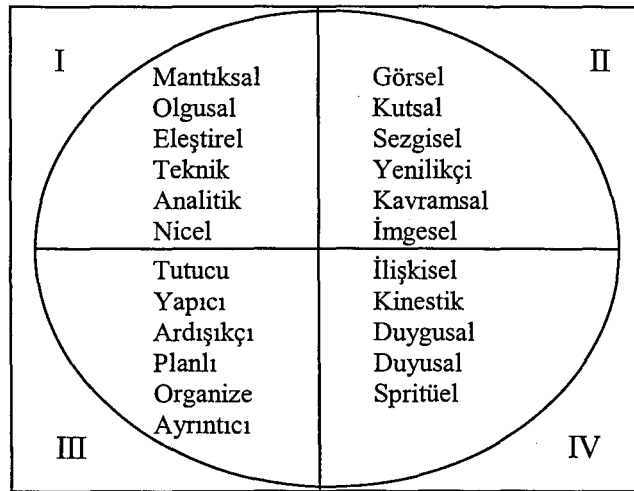 I
II
Mantıksal
Olgusal
Eleştirel
Teknik
Analitik
Nicel
Görsel
Kutsal
Sezgisel
Yenilikçi
Kavramsal
İmgesel
Tutucu
Yapıcı
Ardışıkçı
Planlı
Organize
Ayrıntıcı
İlişkisel
Kinestik
Duygusal
Duyusal
Spritüel
III
IV